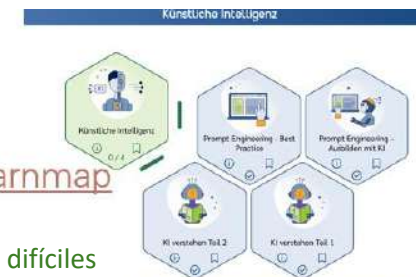 Künstliche Intelligenz
KI
Künstliche Intelligenz
0 / 4
Prompt Engineering - Best
Practice
Prompt Engineering -
Ausbilden mit KI
arnmap
KI verstehen Teil 2
KI verstehen Teil 1
difíciles